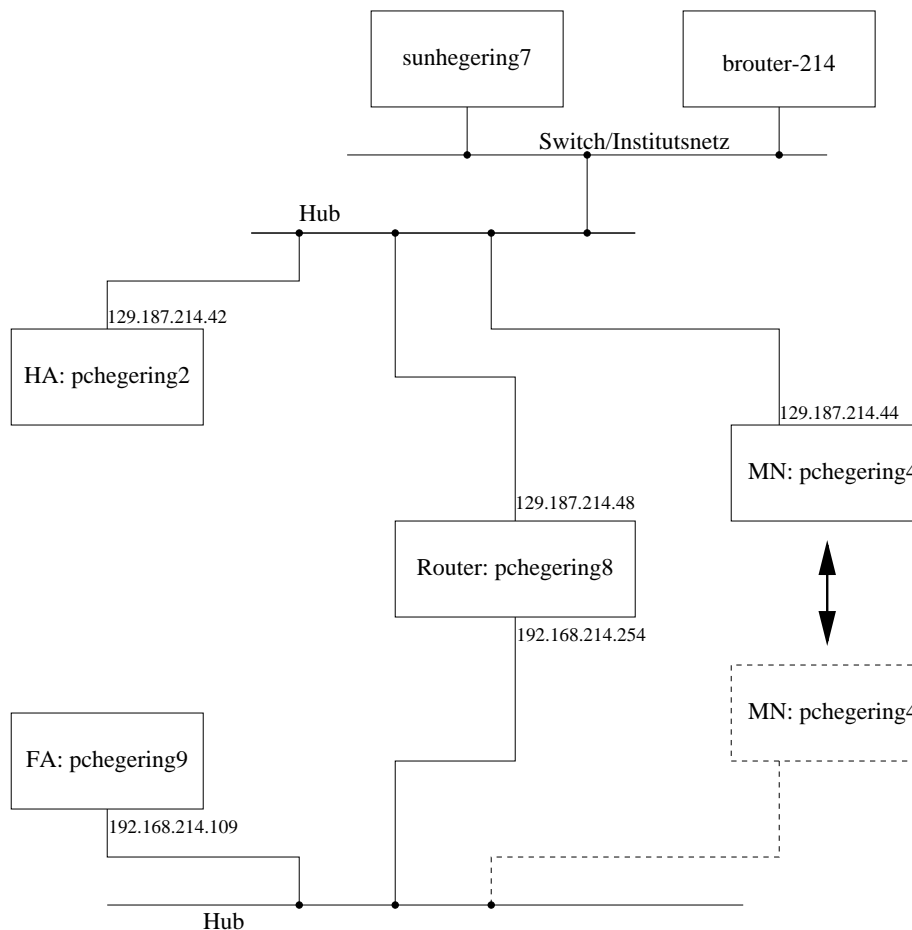 sunhegering7
brouter-214
Switch/Institutsnetz
Hub
129.187.214.42
HA: pchegering2
129.187.214.44
MN: pchegering4
129.187.214.48
Router: pchegering8
192.168.214.254
MN: pchegering4
FA: pchegering9
192.168.214.109
Hub